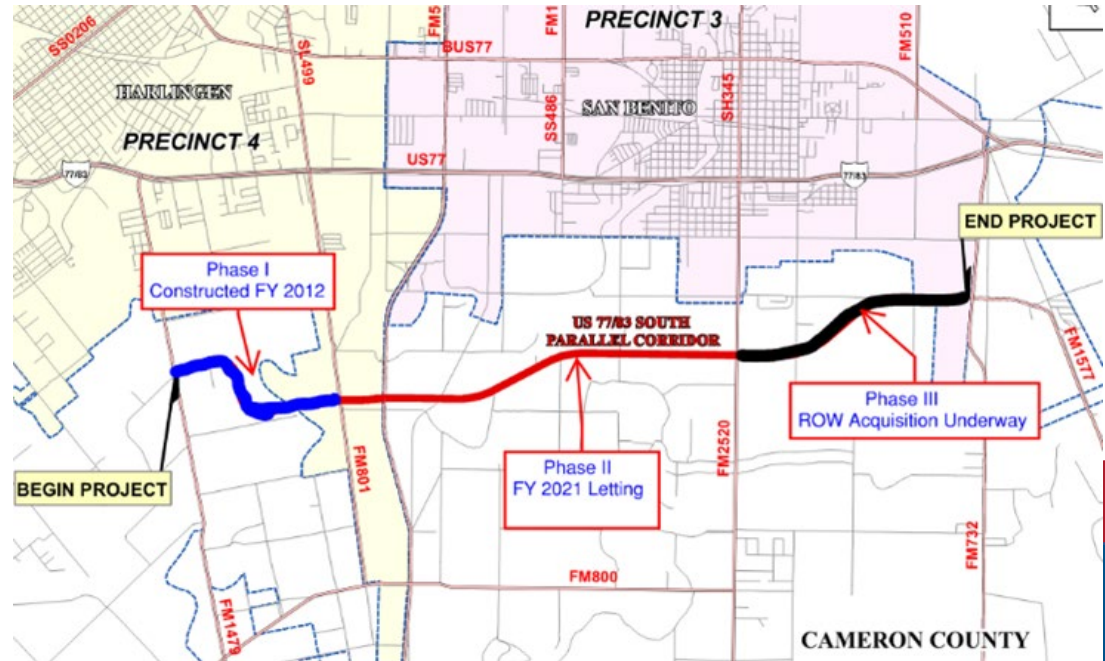 PRECINCT 3
SS0206
SL499
FM5
BUS77
FM1
SH345
FM510
HARLINGEN
SS486
SAN BENITO
PRECINCT 4
US77
77/83
77/83
END PROJECT
Phase I
Constructed FY 2012
US 77/83 SOUTH
PARALLEL CORRIDOR
FM1577
Phase III
ROW Acquisition Underway
BEGIN PROJECT
FM801
Phase II
FY 2021 Letting
FM2520
FM732
FM800
FM1479
CAMERON COUNTY